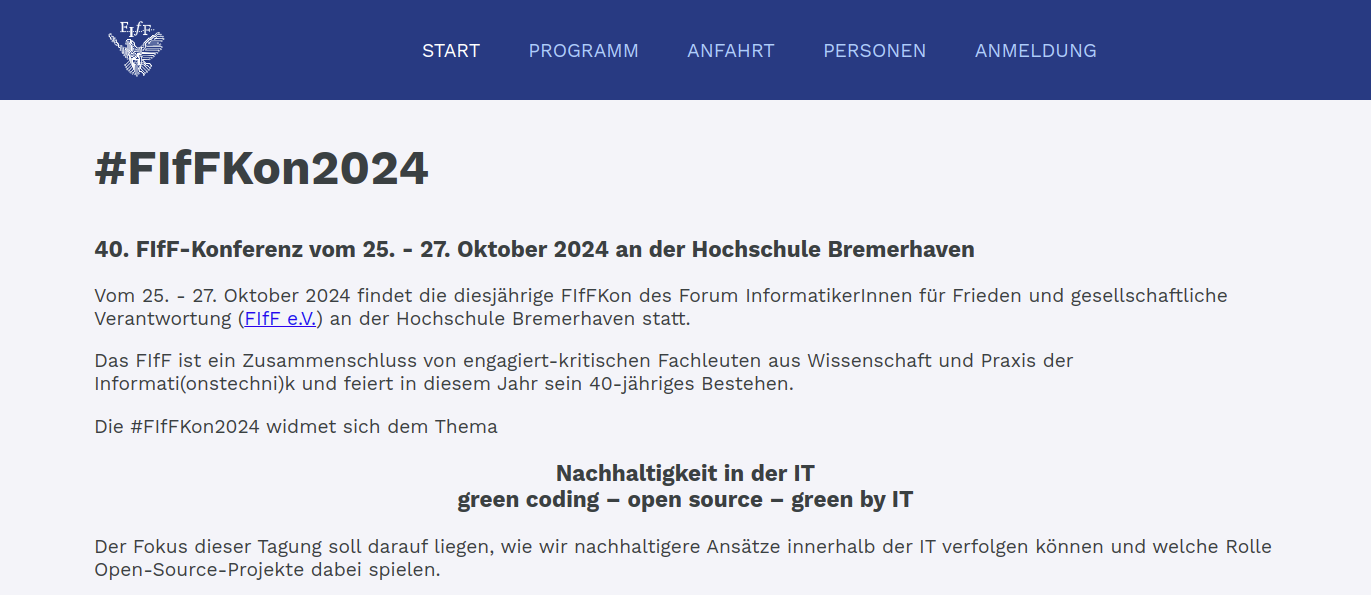 FIfF
START PROGRAMM ANFAHRT PERSONEN ANMELDUNG
#FIfFKon2024
40. FIfF-Konferenz vom 25. - 27. Oktober 2024 an der Hochschule Bremerhaven
Vom 25. - 27. Oktober 2024 findet die diesjährige FIfFKon des Forum InformatikerInnen für Frieden und gesellschaftliche
Verantwortung (FIfF e.V.) an der Hochschule Bremerhaven statt.
Das FIfF ist ein Zusammenschluss von engagiert-kritischen Fachleuten aus Wissenschaft und Praxis der
Informati(onstechni)k und feiert in diesem Jahr sein 40-jähriges Bestehen.
Die #FIfFKon2024 widmet sich dem Thema
Nachhaltigkeit in der IT
green coding – open source – green by IT
Der Fokus dieser Tagung soll darauf liegen, wie wir nachhaltigere Ansätze innerhalb der IT verfolgen können und welche Rolle
Open-Source-Projekte dabei spielen.